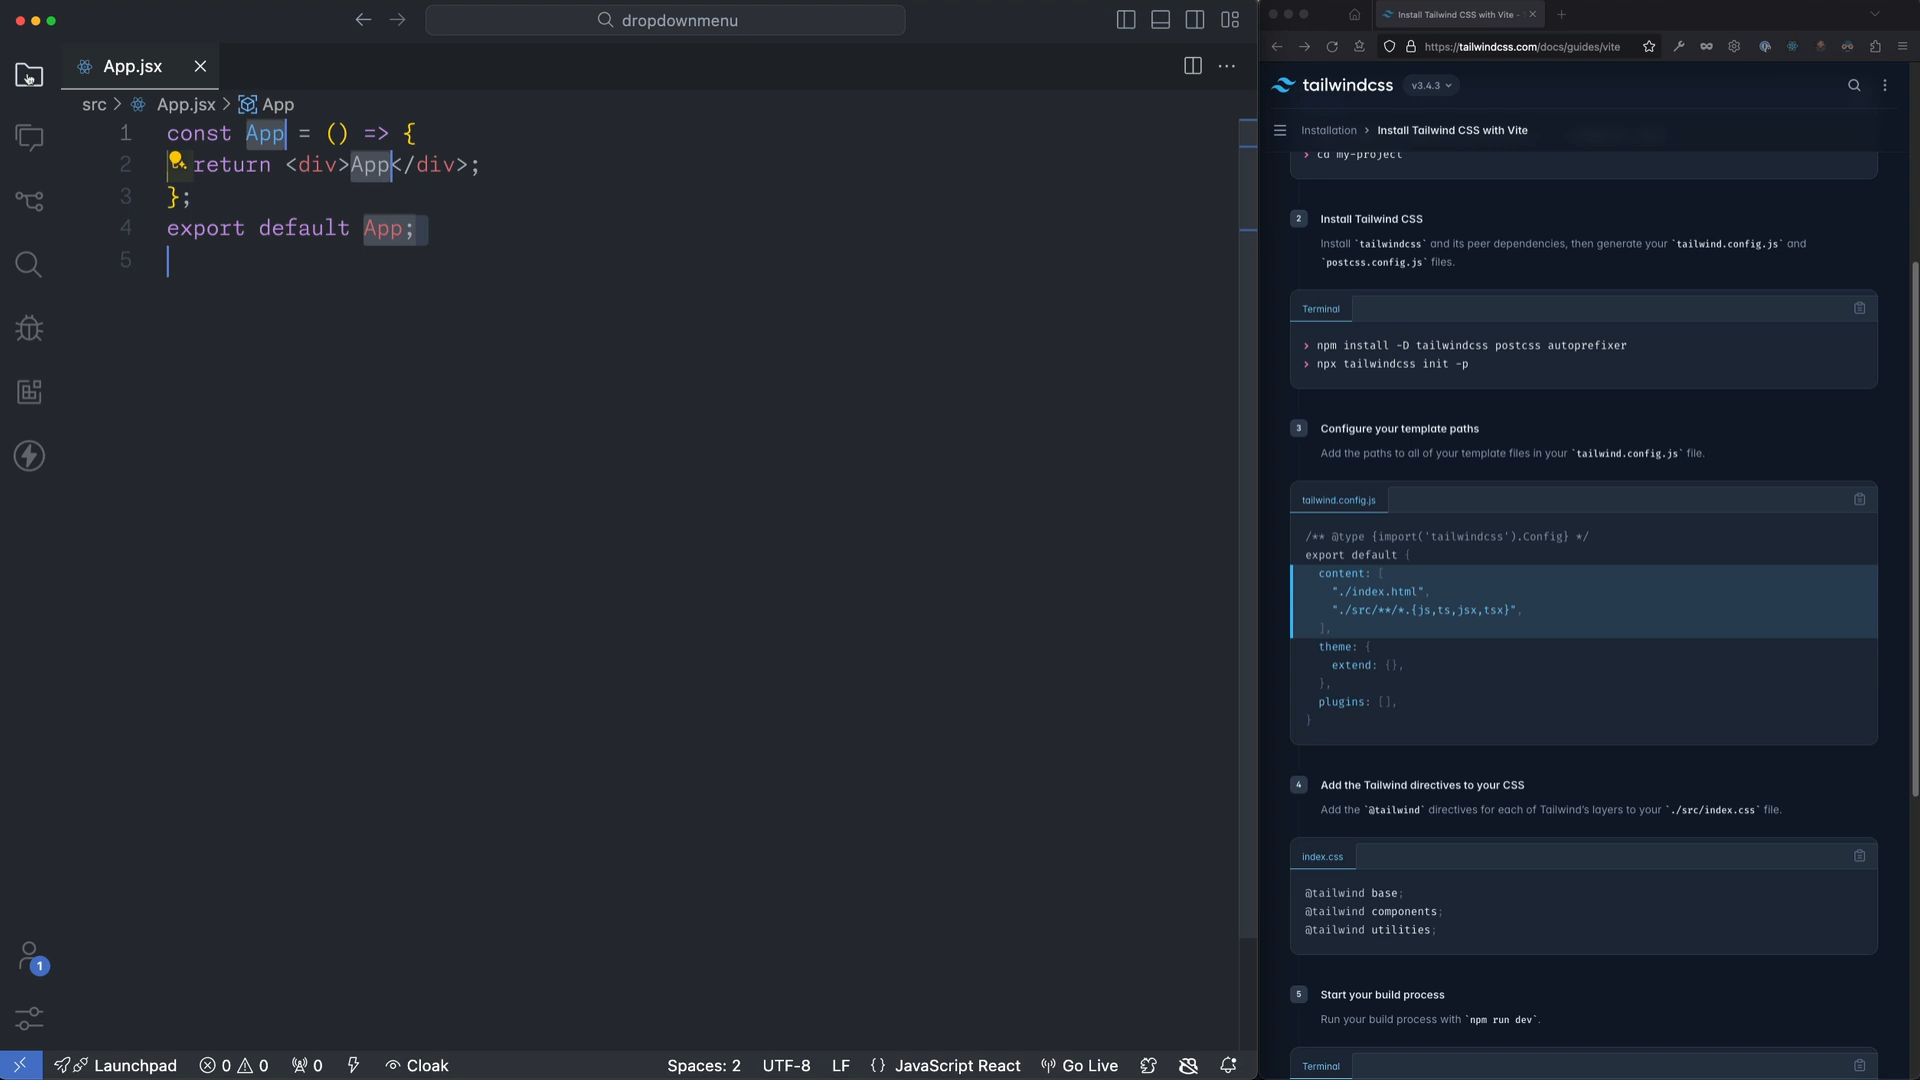 dropdownmenu
App.jsx
src > App.jsx > App
1 const App = () => {
2 return <div>App</div>;
3 };
4 export default App;
5
1
Launchpad 0 0 0 Cloak Spaces: 2 UTF-8 LF {} JavaScript React Go Live
Install Tailwind CSS with Vite -
https://tailwindcss.com/docs/guides/vite
tailwindcss v3.4.3
Installation > Install Tailwind CSS with Vite
> cd my-project
2 Install Tailwind CSS
Install `tailwindcss` and its peer dependencies, then generate your `tailwind.config.js` and
`postcss.config.js` files.
Terminal
> npm install -D tailwindcss postcss autoprefixer
> npx tailwindcss init -p
3 Configure your template paths
Add the paths to all of your template files in your `tailwind.config.js` file.
tailwind.config.js
/** @type {import('tailwindcss').Config} */
export default {
content: [
"./index.html",
"./src/**/*.{js,ts,jsx,tsx}",
],
theme: {
extend: {},
},
plugins: [],
}
4 Add the Tailwind directives to your CSS
Add the `@tailwind` directives for each of Tailwind's layers to your `./src/index.css` file.
index.css
@tailwind base;
@tailwind components;
@tailwind utilities;
5 Start your build process
Run your build process with `npm run dev`.
Terminal